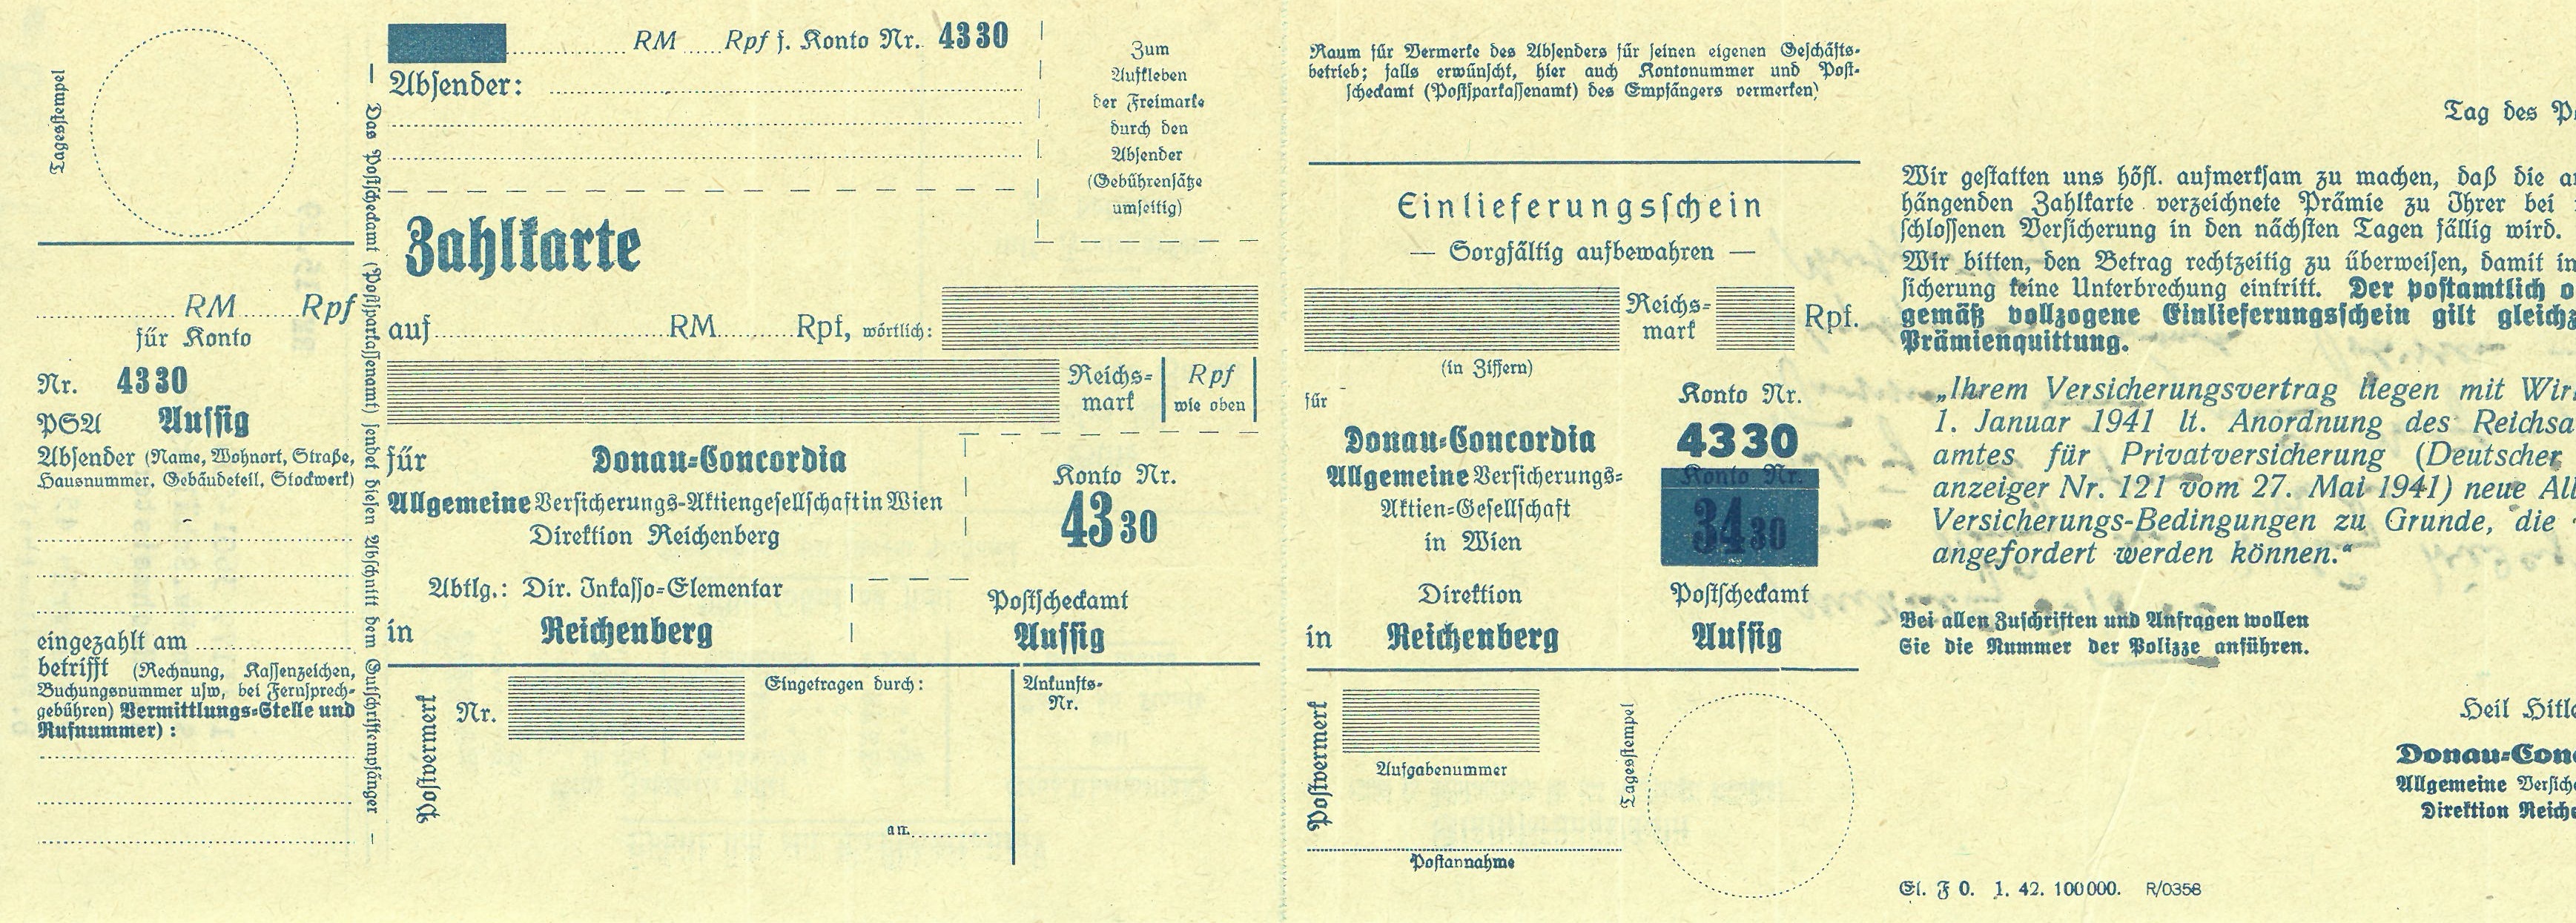 Tagesstempel
RM Rpf
für Konto
Nr. 4330
PSA Aussig
Absender (Name, Wohnort, Straße,
Hausnummer, Gebäudeteil, Stockwerk)
eingezahlt am
betrifft (Rechnung, Kassenzeichen,
Buchungsnummer usw, bei Fernsprech-
gebühren) Vermittlungs-Stelle und
Rufnummer) :
— Das Postscheckamt (Postsparkassenamt) sendet diesen Abschnitt dem Gutschriftempfänger —
RM Rpf f. Konto Nr. 4330
Absender:
Zum
Aufkleben
der Freimarke
durch den
Absender
(Gebührensätze
umseitig)
Zahlkarte
auf RM Rpf, wörtlich:
Reichs-
mark
Rpf
wie oben
für Donau-Concordia
Allgemeine Versicherungs-Aktiengesellschaft in Wien
Direktion Reichenberg
Konto Nr.
4330
Abtlg.: Dir. Inkasso-Elementar
in Reichenberg
Postscheckamt
Aussig
Postvermerk
Nr.
Eingetragen durch:
Ankunfts-
Nr.
am
Raum für Vermerke des Absenders für seinen eigenen Geschäfts-
betrieb; falls erwünscht, hier auch Kontonummer und Post-
scheckamt (Postsparkassenamt) des Empfängers vermerken)
Einlieferungsschein
— Sorgfältig aufbewahren —
Reichs-
mark
Rpf.
(in Ziffern)
für
Donau-Concordia
Allgemeine Versicherungs-
Aktien-Gesellschaft
in Wien
Konto Nr.
4330
Konto Nr.
3430
Direktion
in Reichenberg
Postscheckamt
Aussig
Postvermerk
Aufgabenummer
Tagesstempel
Postannahme
Tag des P
Wir gestatten uns höfl. aufmerksam zu machen, daß die a
hängenden Zahlkarte verzeichnete Prämie zu Ihrer bei
schlossenen Versicherung in den nächsten Tagen fällig wird.
Wir bitten, den Betrag rechtzeitig zu überweisen, damit in
sicherung keine Unterbrechung eintritt. Der postamtlich o
gemäß vollzogene Einlieferungsschein gilt gleichz
Prämienquittung.
„Ihrem Versicherungsvertrag liegen mit Wir
1. Januar 1941 lt. Anordnung des Reichsa
amtes für Privatversicherung (Deutscher
anzeiger Nr. 121 vom 27. Mai 1941) neue All
Versicherungs-Bedingungen zu Grunde, die
angefordert werden können.“
Bei allen Zuschriften und Anfragen wollen
Sie die Nummer der Polizze anführen.
Heil Hitle
Donau-Con
Allgemeine Versich
Direktion Reiche
El. F O. 1. 42. 100000. R/0358